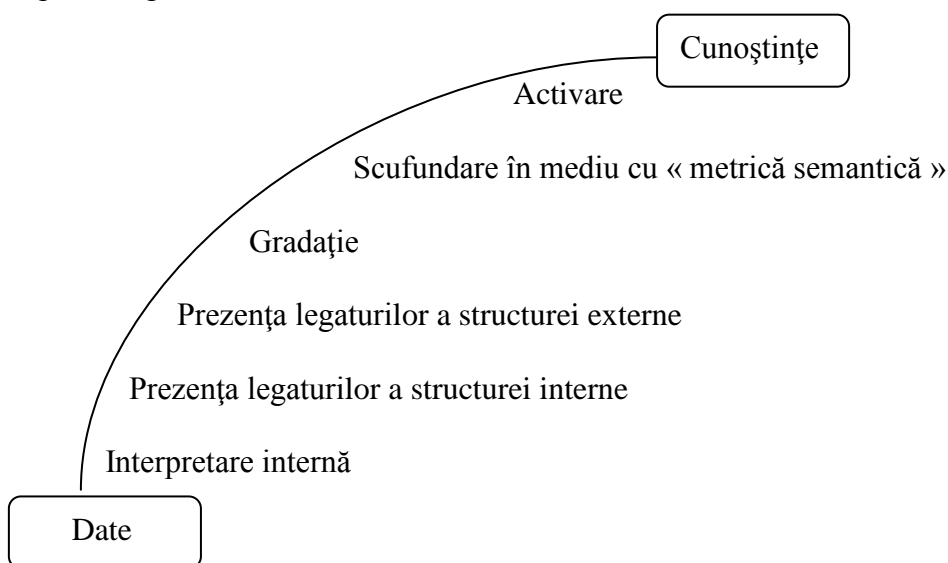 Cunoştinţe
Activare
Scufundare în mediu cu « metrică semantică »
Gradaţie
Prezenţa legaturilor a structurei externe
Prezenţa legaturilor a structurei interne
Interpretare internă
Date